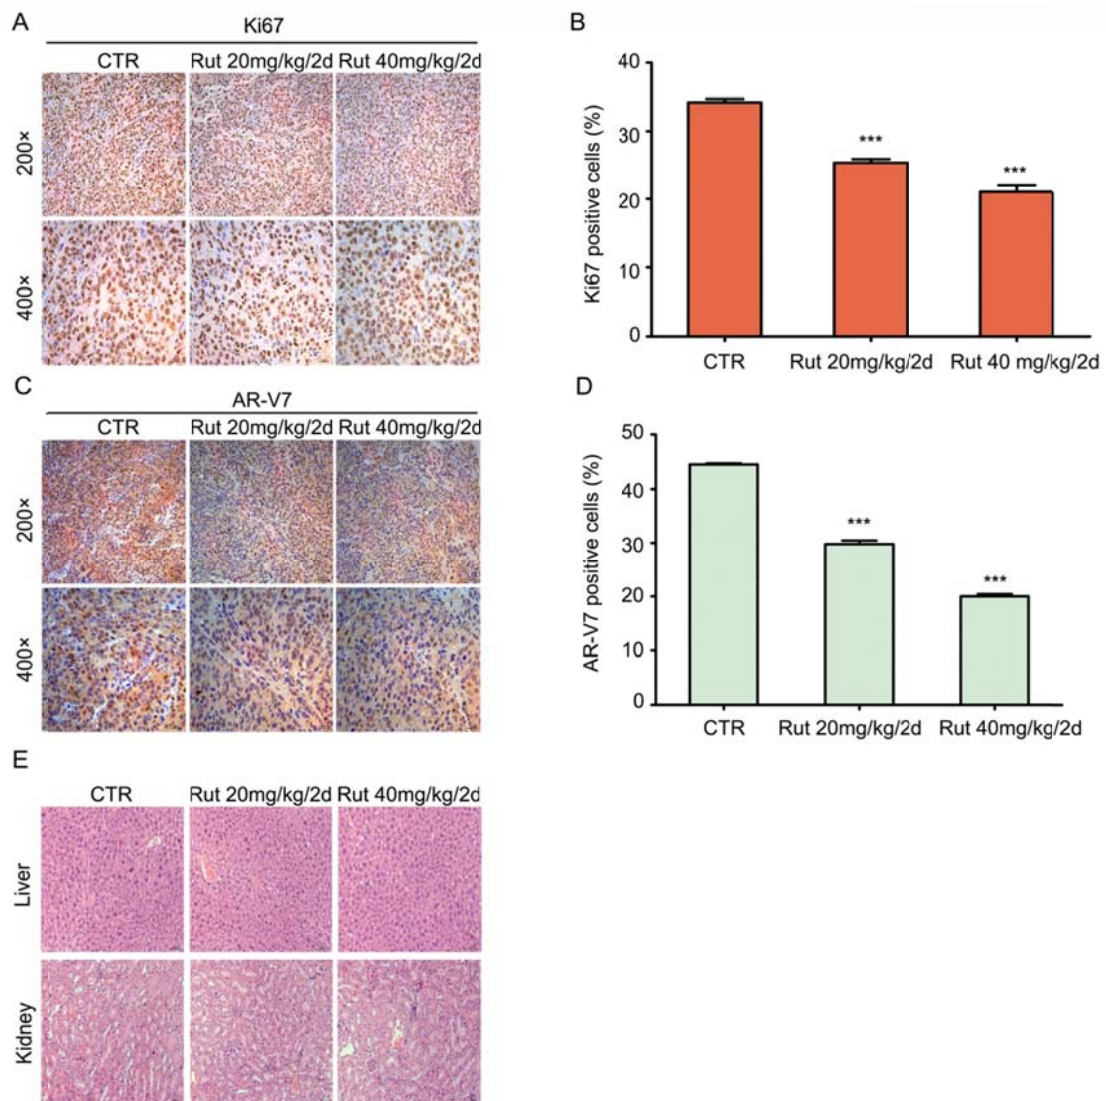 A
Ki67
CTR Rut 20mg/kg/2d Rut 40mg/kg/2d
200×
400×
B
Ki67 positive cells (%)
40
30
20
10
0
CTR Rut 20mg/kg/2d Rut 40 mg/kg/2d
*** ***
C
AR-V7
CTR Rut 20mg/kg/2d Rut 40mg/kg/2d
200×
400×
D
AR-V7 positive cells (%)
50
40
30
20
10
0
CTR Rut 20mg/kg/2d Rut 40mg/kg/2d
*** ***
E
CTR Rut 20mg/kg/2d Rut 40mg/kg/2d
Liver
Kidney